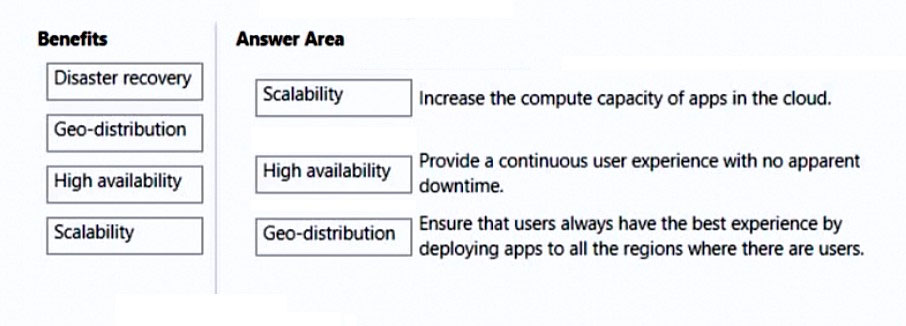 Benefits
Disaster recovery
Geo-distribution
High availability
Scalability
Answer Area
Scalability
Increase the compute capacity of apps in the cloud.
High availability
Provide a continuous user experience with no apparent
downtime.
Geo-distribution
Ensure that users always have the best experience by
deploying apps to all the regions where there are users.